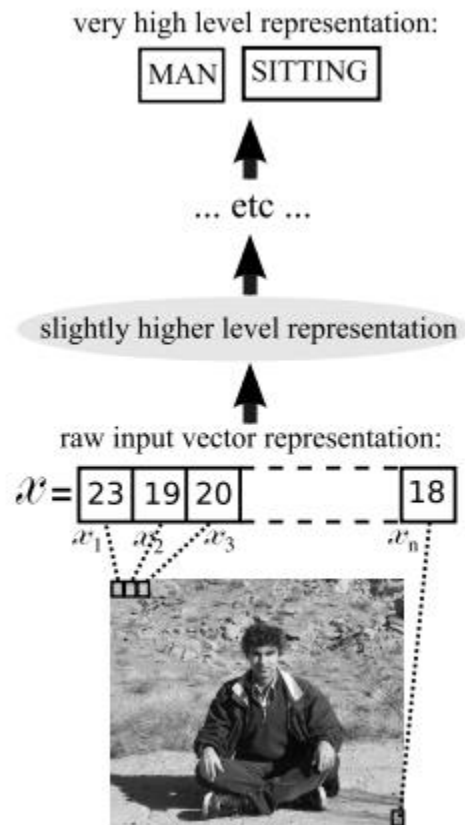 very high level representation:
MAN SITTING
... etc ...
slightly higher level representation
raw input vector representation:
x = 23 19 20 18
x1 x2 x3 xn